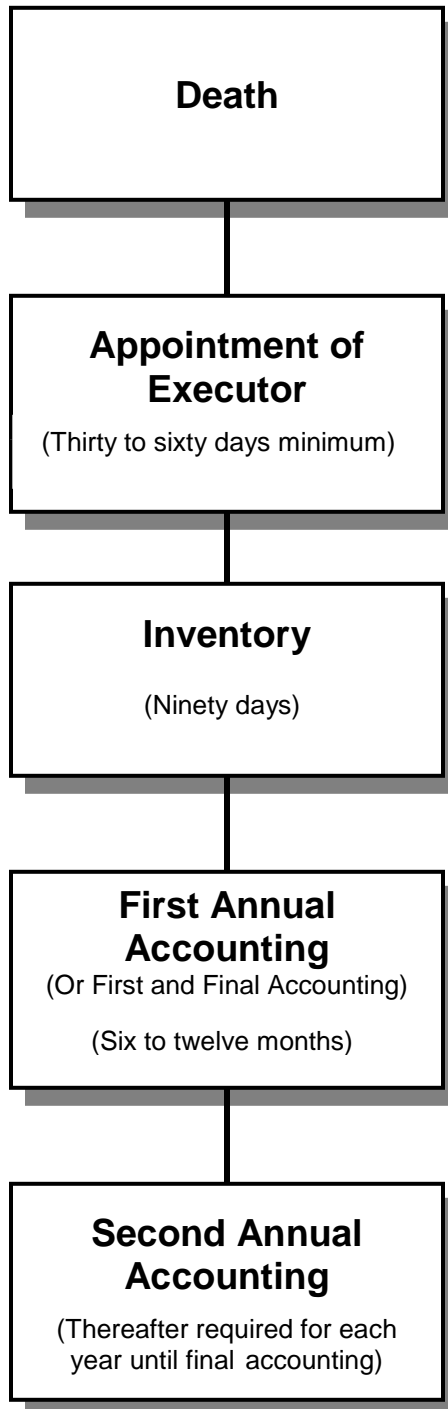 Death
Appointment of
Executor
(Thirty to sixty days minimum)
Inventory
(Ninety days)
First Annual
Accounting
(Or First and Final Accounting)
(Six to twelve months)
Second Annual
Accounting
(Thereafter required for each
year until final accounting)